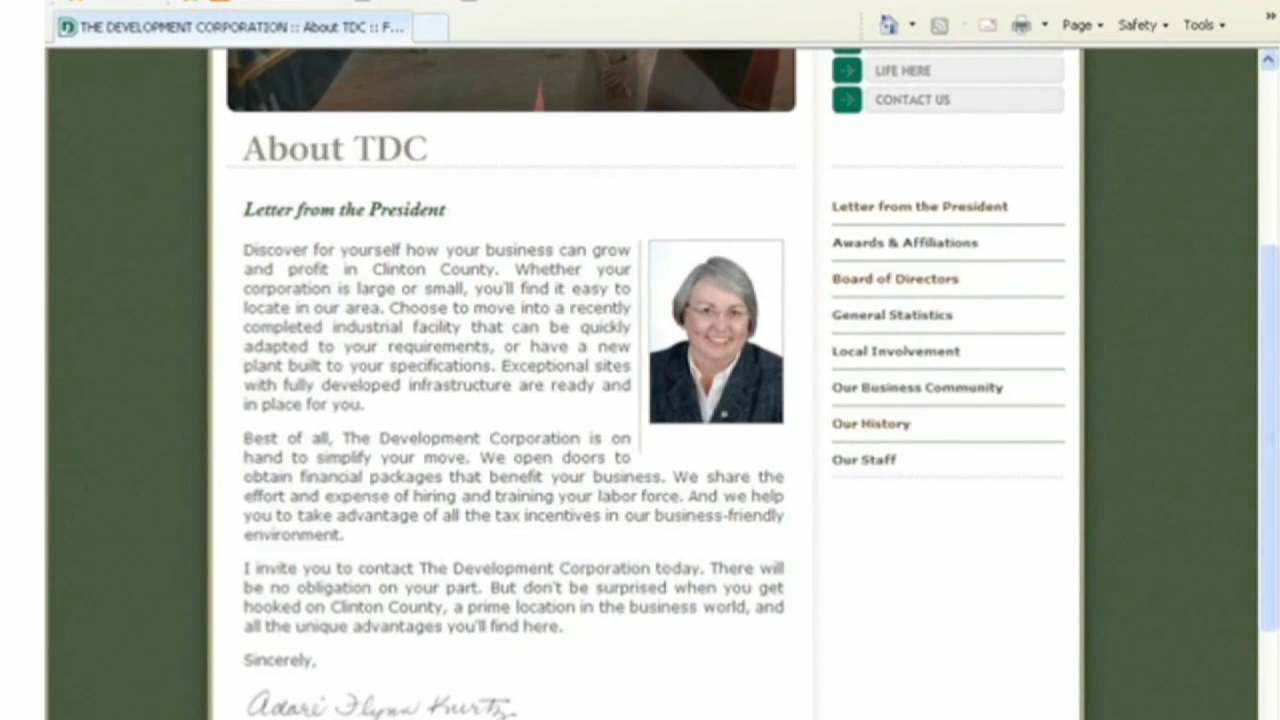 THE DEVELOPMENT CORPORATION :: About TDC :: F...
Page
Safety
Tools
LIFE HERE
CONTACT US
About TDC
Letter from the President
Discover for yourself how your business can grow
and profit in Clinton County. Whether your
corporation is large or small, you'll find it easy to
locate in our area. Choose to move into a recently
completed industrial facility that can be quickly
adapted to your requirements, or have a new
plant built to your specifications. Exceptional sites
with fully developed infrastructure are ready and
in place for you.
Best of all, The Development Corporation is on
hand to simplify your move. We open doors to
obtain financial packages that benefit your business. We share the
effort and expense of hiring and training your labor force. And we help
you to take advantage of all the tax incentives in our business-friendly
environment.
I invite you to contact The Development Corporation today. There will
be no obligation on your part. But don't be surprised when you get
hooked on Clinton County, a prime location in the business world, and
all the unique advantages you'll find here.
Sincerely,
Adare Flynn Kurtz
Letter from the President
Awards & Affiliations
Board of Directors
General Statistics
Local Involvement
Our Business Community
Our History
Our Staff